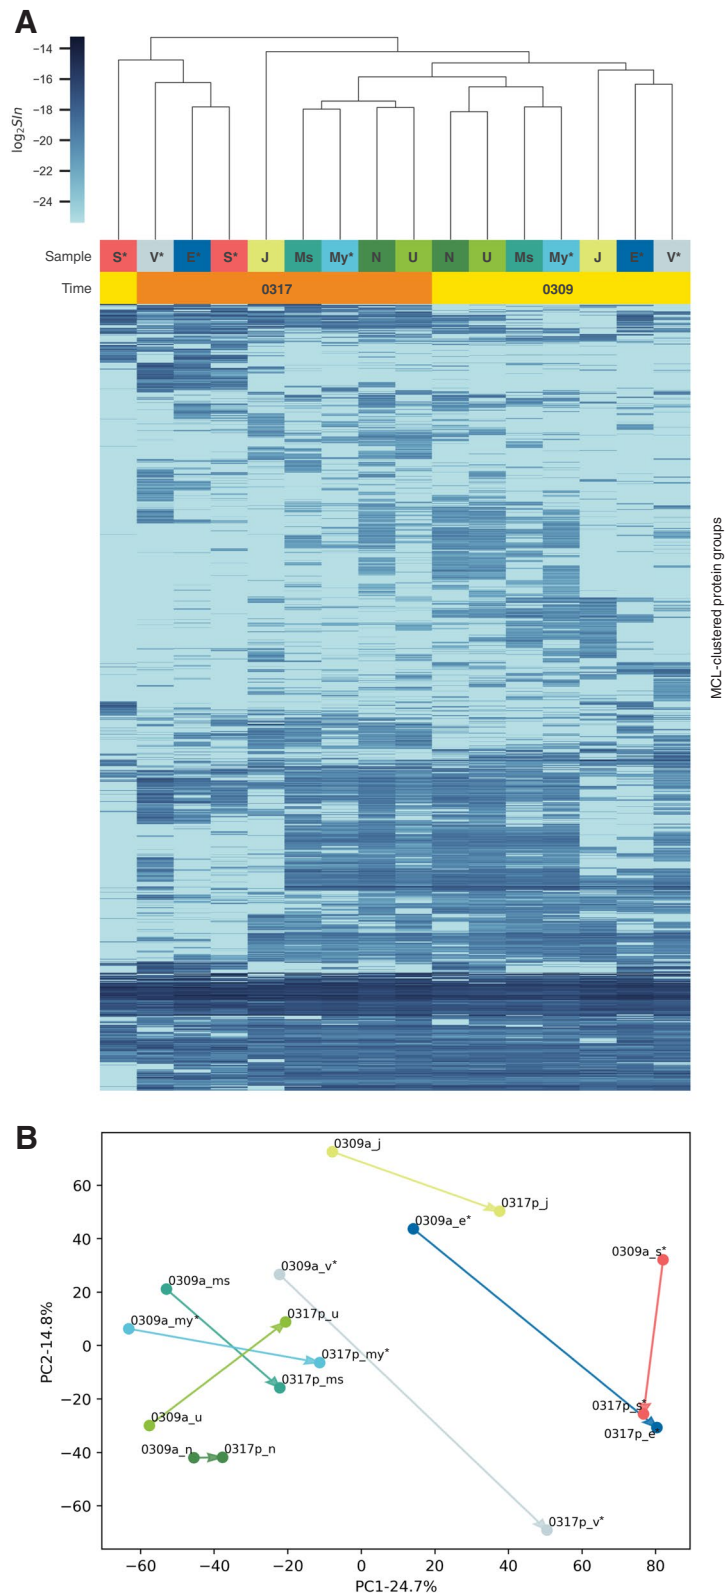 A
−14
−16
−18
−20
−22
−24
log₂SIn
Sample S* V* E* S* J Ms My* N U N U Ms My* J E* V*
Time 0317 0309
MCL-clustered protein groups
B
0309a_j
0317p_j
0309a_e*
0309a_s*
0309a_v*
0309a_ms
0317p_u
0309a_my*
0317p_my*
0317p_ms
0317p_s*
0309a_u
0317p_e*
0309a_n
0317p_n
0317p_v*
60
40
20
0
−20
−40
−60
PC2-14.8%
−60 −40 −20 0 20 40 60 80
PC1-24.7%